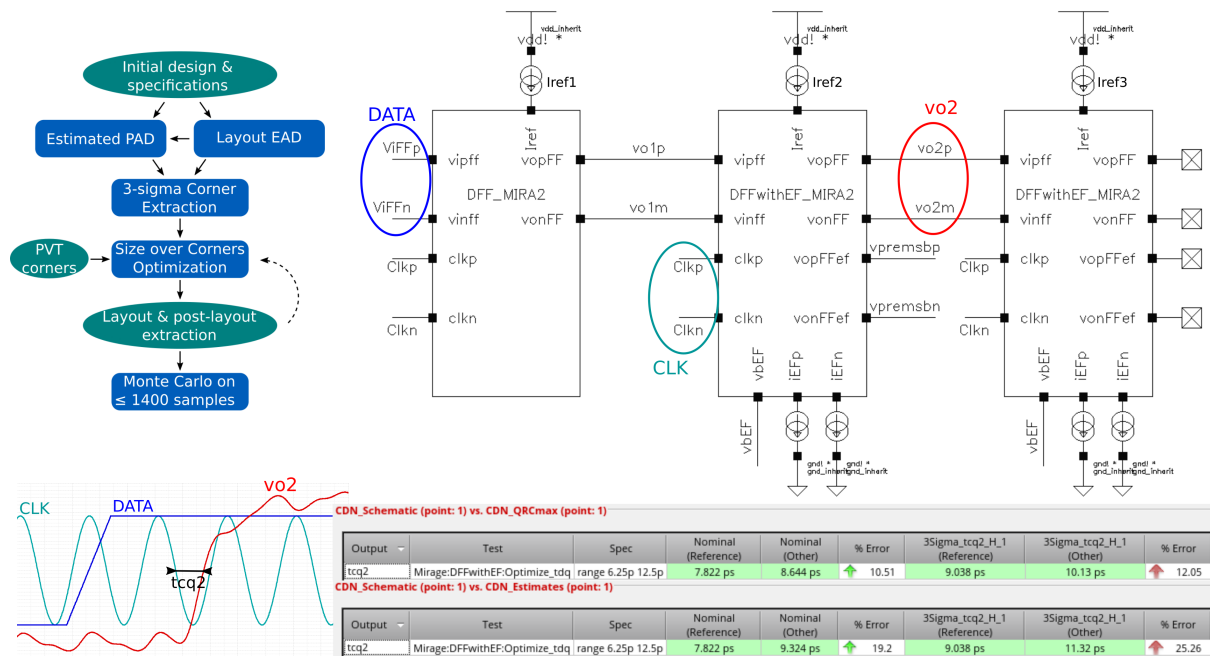 Initial design &
specifications
Estimated PAD
Layout EAD
3-sigma Corner
Extraction
PVT
corners
Size over Corners
Optimization
Layout & post-layout
extraction
Monte Carlo on
≤ 1400 samples
vdd_inherit
vdd! *
Iref1
vdd_inherit
vdd! *
Iref2
vdd_inherit
vdd! *
Iref3
DATA
ViFFp
ViFFn
Clkp
Clkn
Iref
vipff
vopFF
DFF_MIRA2
vinff
vonFF
clkp
clkn
vo1p
vo1m
CLK
Clkp
Clkn
Iref
vipff
vopFF
DFFwithEF_MIRA2
vinff
vonFF
clkp
vopFFef
clkn
vonFFef
vbEF
iEFp
iEFn
vbEF
gnd! *
gnd_inherit
gnd! *
gnd_inherit
vo2
vo2p
vo2m
vpremsbp
vpremsbn
Clkp
Clkn
Iref
vipff
vopFF
DFFwithEF_MIRA2
vinff
vonFF
clkp
vopFFef
clkn
vonFFef
vbEF
iEFp
iEFn
vbEF
gnd! *
gnd_inherit
gnd! *
gnd_inherit
CLK
DATA
vo2
tcq2
CDN_Schematic (point: 1) vs. CDN_QRCmax (point: 1)
Output Test Spec Nominal (Reference) Nominal (Other) % Error 3Sigma_tcq2_H_1 (Reference) 3Sigma_tcq2_H_1 (Other) % Error
tcq2 Mirage:DFFwithEF:Optimize_tdq range 6.25p 12.5p 7.822 ps 8.644 ps 10.51 9.038 ps 10.13 ps 12.05
CDN_Schematic (point: 1) vs. CDN_Estimates (point: 1)
Output Test Spec Nominal (Reference) Nominal (Other) % Error 3Sigma_tcq2_H_1 (Reference) 3Sigma_tcq2_H_1 (Other) % Error
tcq2 Mirage:DFFwithEF:Optimize_tdq range 6.25p 12.5p 7.822 ps 9.324 ps 19.2 9.038 ps 11.32 ps 25.26